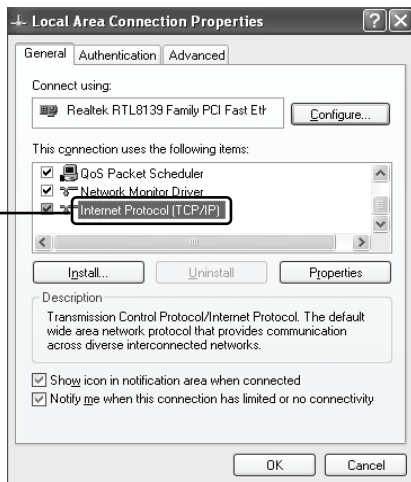 Local Area Connection Properties
General Authentication Advanced
Connect using:
Realtek RTL8139 Family PCI Fast Eth
Configure...
This connection uses the following items:
QoS Packet Scheduler
Network Monitor Driver
Internet Protocol (TCP/IP)
Install... Uninstall Properties
Description
Transmission Control Protocol/Internet Protocol. The default
wide area network protocol that provides communication
across diverse interconnected networks.
Show icon in notification area when connected
Notify me when this connection has limited or no connectivity
OK Cancel